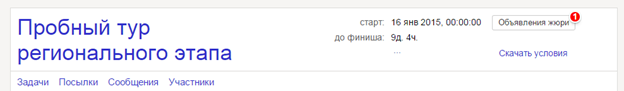 Пробный тур
регионального этапа
старт: 16 янв 2015, 00:00:00
до финиша: 9д. 4ч.
...
Объявления жюри 1
Скачать условия
Задачи Посылки Сообщения Участники